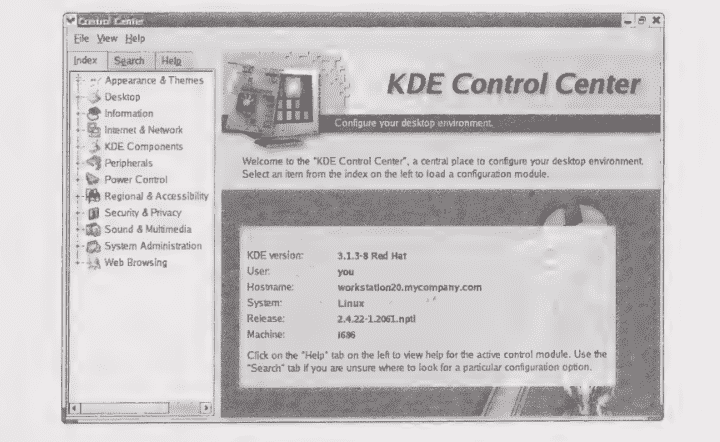 Control Center
File View Help
Index Search Help
Appearance & Themes
Desktop
Information
Internet & Network
KDE Components
Peripherals
Power Control
Regional & Accessibility
Security & Privacy
Sound & Multimedia
System Administration
Web Browsing
KDE Control Center
Configure your desktop environment.
Welcome to the "KDE Control Center", a central place to configure your desktop environment.
Select an item from the index on the left to load a configuration module.
KDE version: 3.1.3-8 Red Hat
User: you
Hostname: workstation20.mycompany.com
System: Linux
Release: 2.4.22-1.2061.nptl
Machine: i686
Click on the "Help" tab on the left to view help for the active control module. Use the
"Search" tab if you are unsure where to look for a particular configuration option.